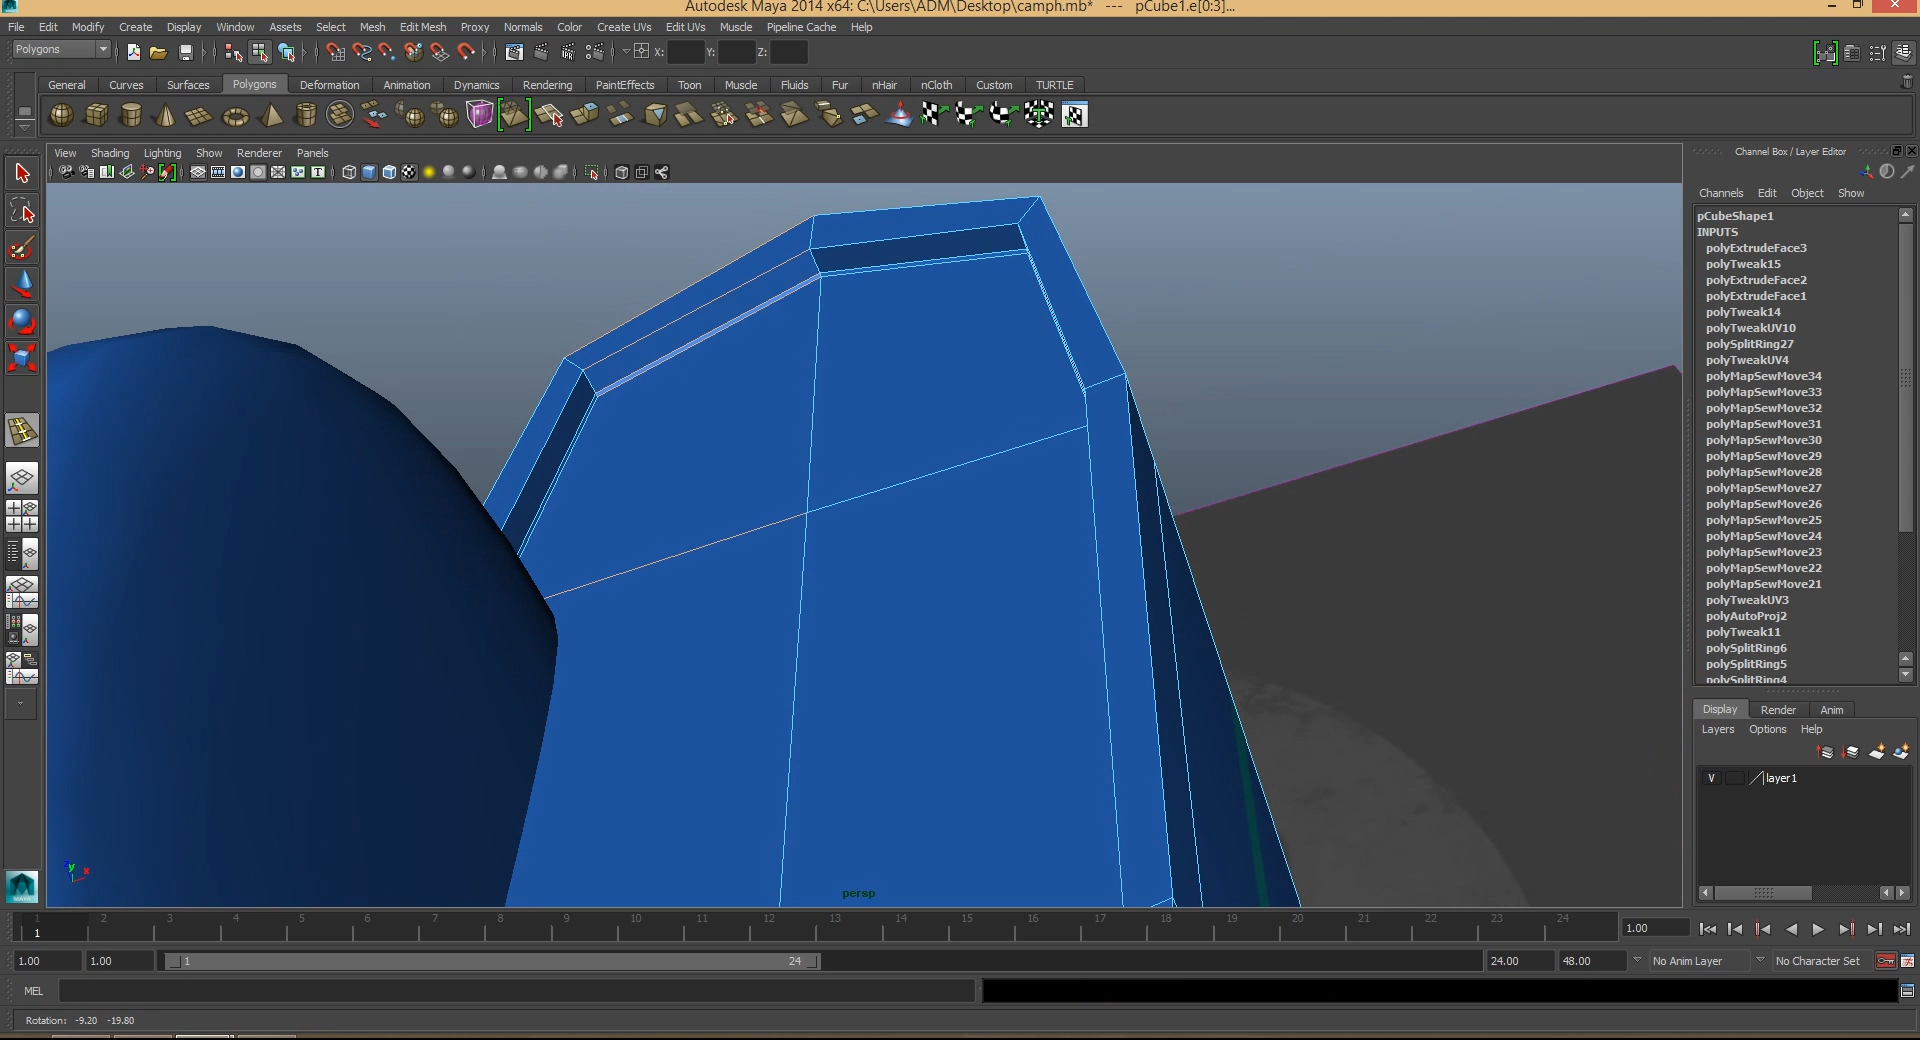 Autodesk Maya 2014 x64: C:\Users\ADM\Desktop\camph.mb* --- pCube1.e[0:3]...
File Edit Modify Create Display Window Assets Select Mesh Edit Mesh Proxy Normals Color Create UVs Edit UVs Muscle Pipeline Cache Help
Polygons X: Y: Z:
General Curves Surfaces Polygons Deformation Animation Dynamics Rendering PaintEffects Toon Muscle Fluids Fur nHair nCloth Custom TURTLE
View Shading Lighting Show Renderer Panels
Channel Box / Layer Editor
Channels Edit Object Show
pCubeShape1
INPUTS
polyExtrudeFace3
polyTweak15
polyExtrudeFace2
polyExtrudeFace1
polyTweak14
polyTweakUV10
polySplitRing27
polyTweakUV4
polyMapSewMove34
polyMapSewMove33
polyMapSewMove32
polyMapSewMove31
polyMapSewMove30
polyMapSewMove29
polyMapSewMove28
polyMapSewMove27
polyMapSewMove26
polyMapSewMove25
polyMapSewMove24
polyMapSewMove23
polyMapSewMove22
polyMapSewMove21
polyTweakUV3
polyAutoProj2
polyTweak11
polySplitRing6
polySplitRing5
polySplitRing4
Display Render Anim
Layers Options Help
V layer1
y x
persp
1 2 3 4 5 6 7 8 9 10 11 12 13 14 15 16 17 18 19 20 21 22 23 24
1 1.00
1.00 1.00 1 24 24.00 48.00 No Anim Layer No Character Set
MEL
Rotation: -9.20 -19.80